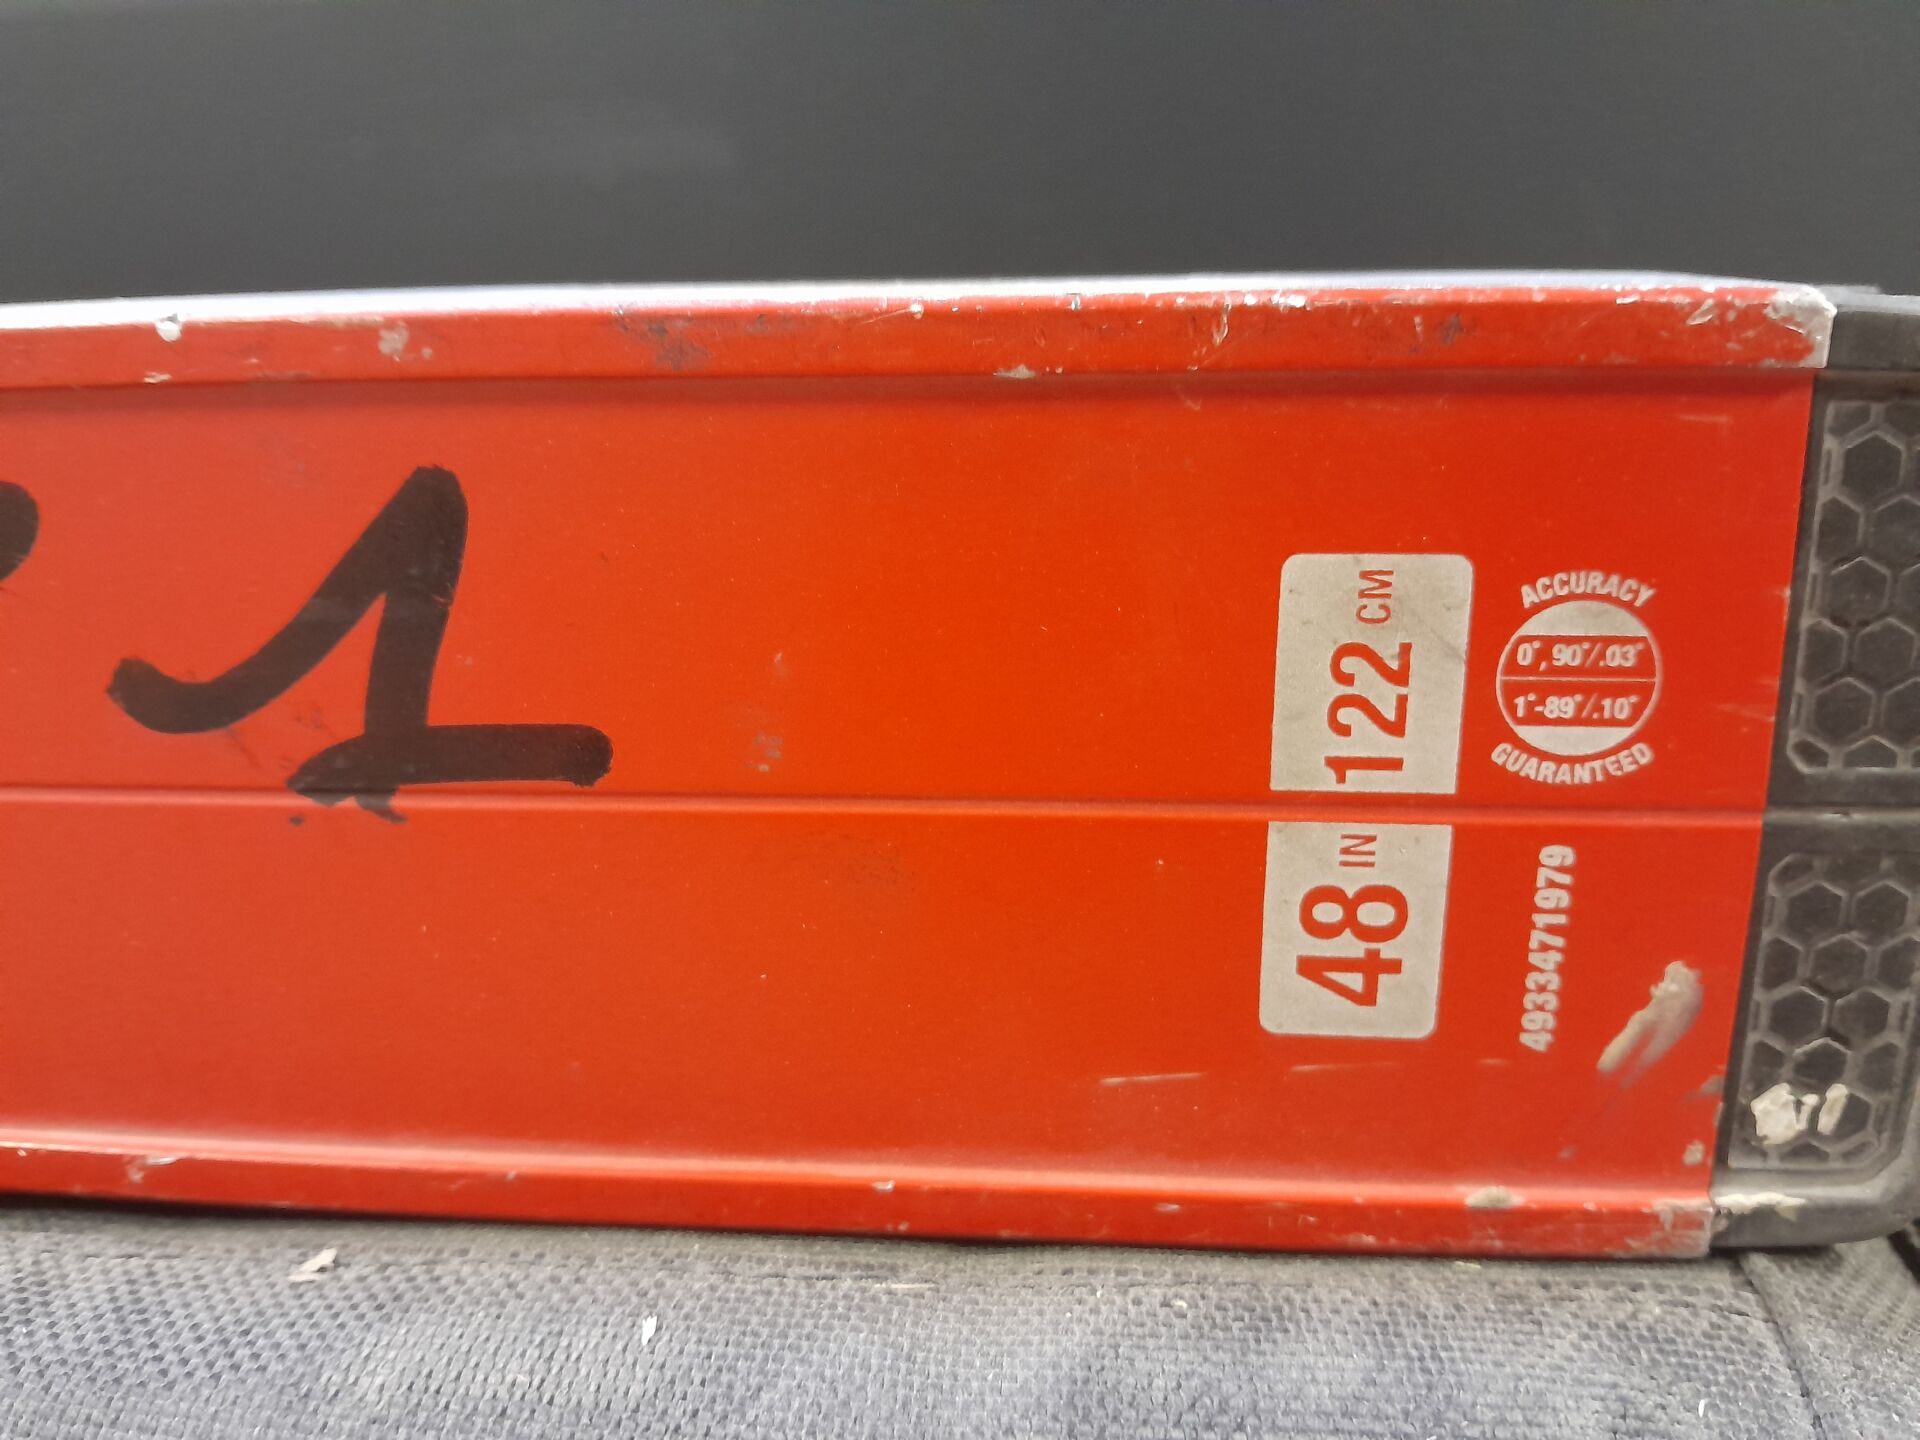 1
122 CM
48 IN
ACCURACY
0°, 90°/.03°
1°-89°/.10°
GUARANTEED
4933471979